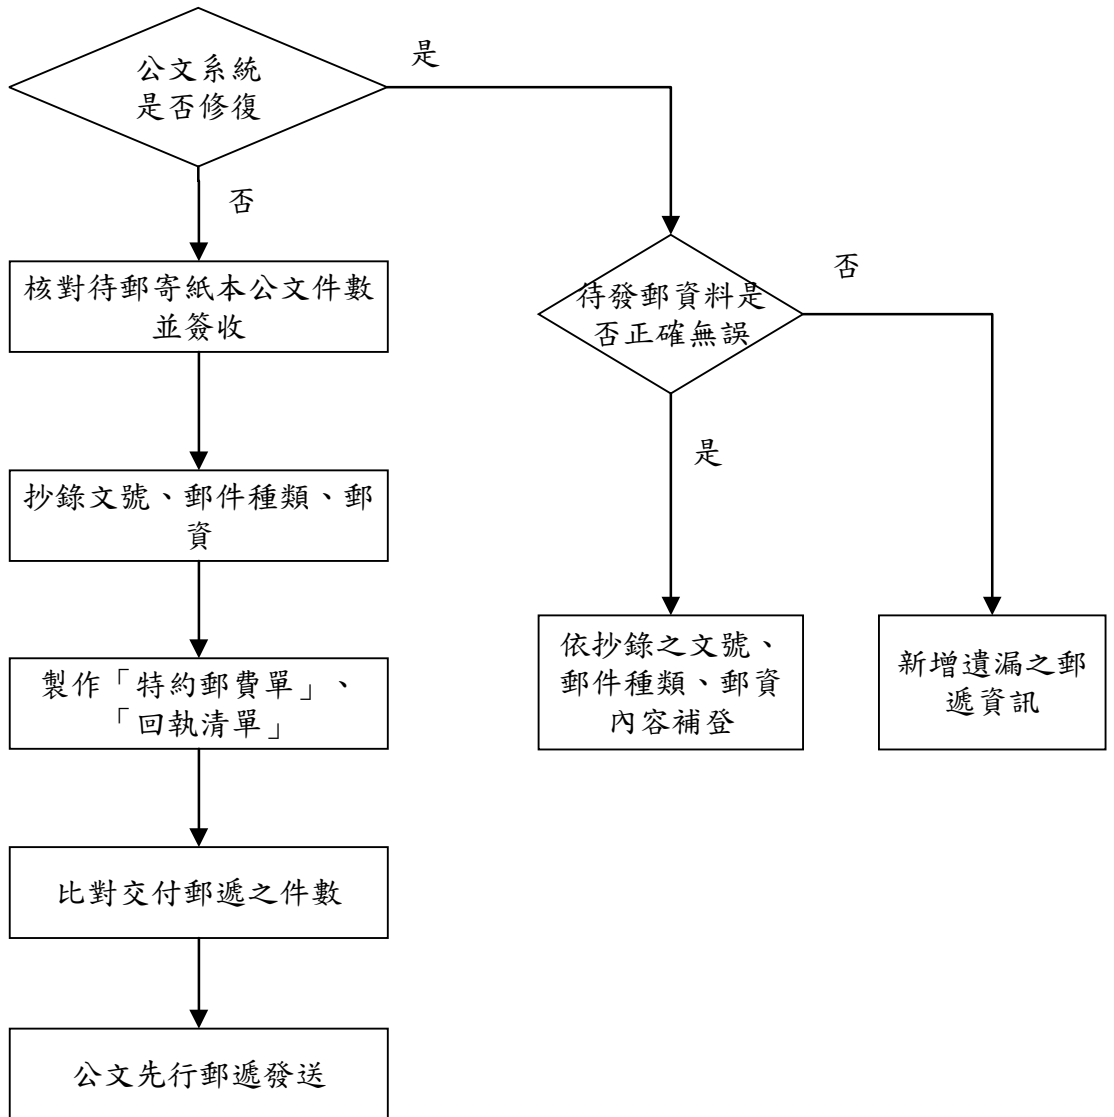 公文系統
是否修復
是
否
核對待郵寄紙本公文件數
並簽收
抄錄文號、郵件種類、郵
資
製作「特約郵費單」、
「回執清單」
比對交付郵遞之件數
公文先行郵遞發送
待發郵資料是
否正確無誤
否
是
依抄錄之文號、
郵件種類、郵資
內容補登
新增遺漏之郵
遞資訊